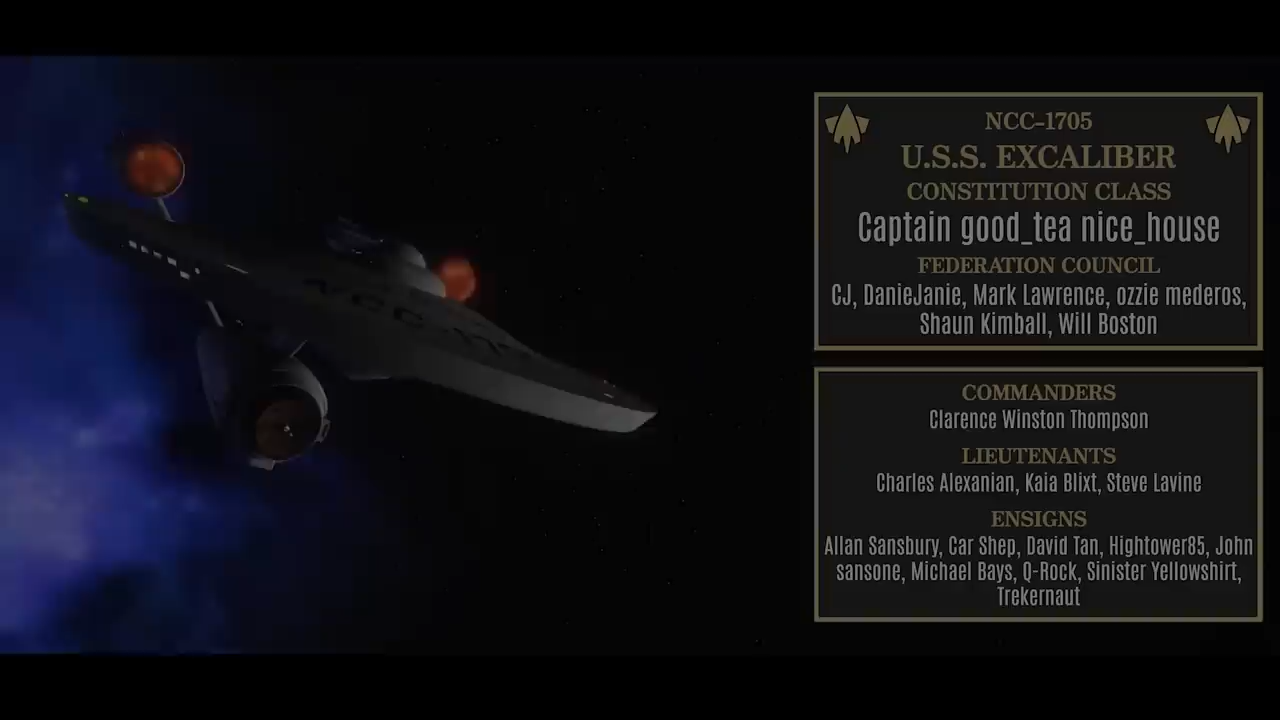 NCC-1705
U.S.S. EXCALIBER
CONSTITUTION CLASS
Captain good_tea nice_house
FEDERATION COUNCIL
CJ, DanieJanie, Mark Lawrence, ozzie mederos,
Shaun Kimball, Will Boston
COMMANDERS
Clarence Winston Thompson
LIEUTENANTS
Charles Alexanian, Kaia Blixt, Steve Lavine
ENSIGNS
Allan Sansbury, Car Shep, David Tan, Hightower85, John
sansone, Michael Bays, Q-Rock, Sinister Yellowshirt,
Trekernaut